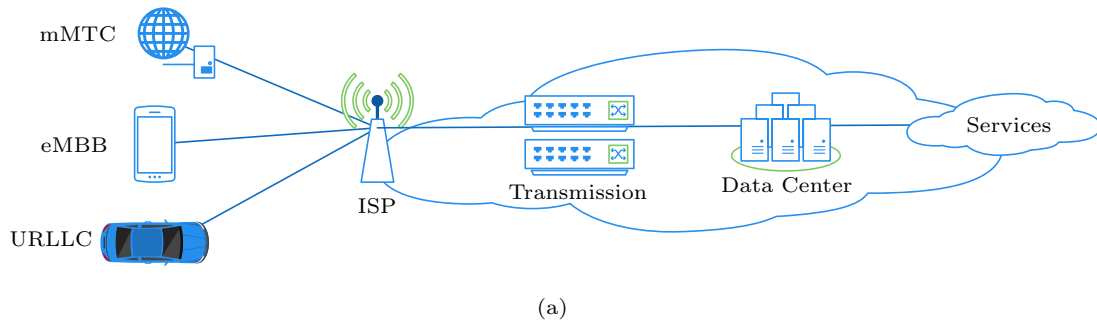 mMTC
eMBB
URLLC
ISP
Transmission
Data Center
Services
(a)